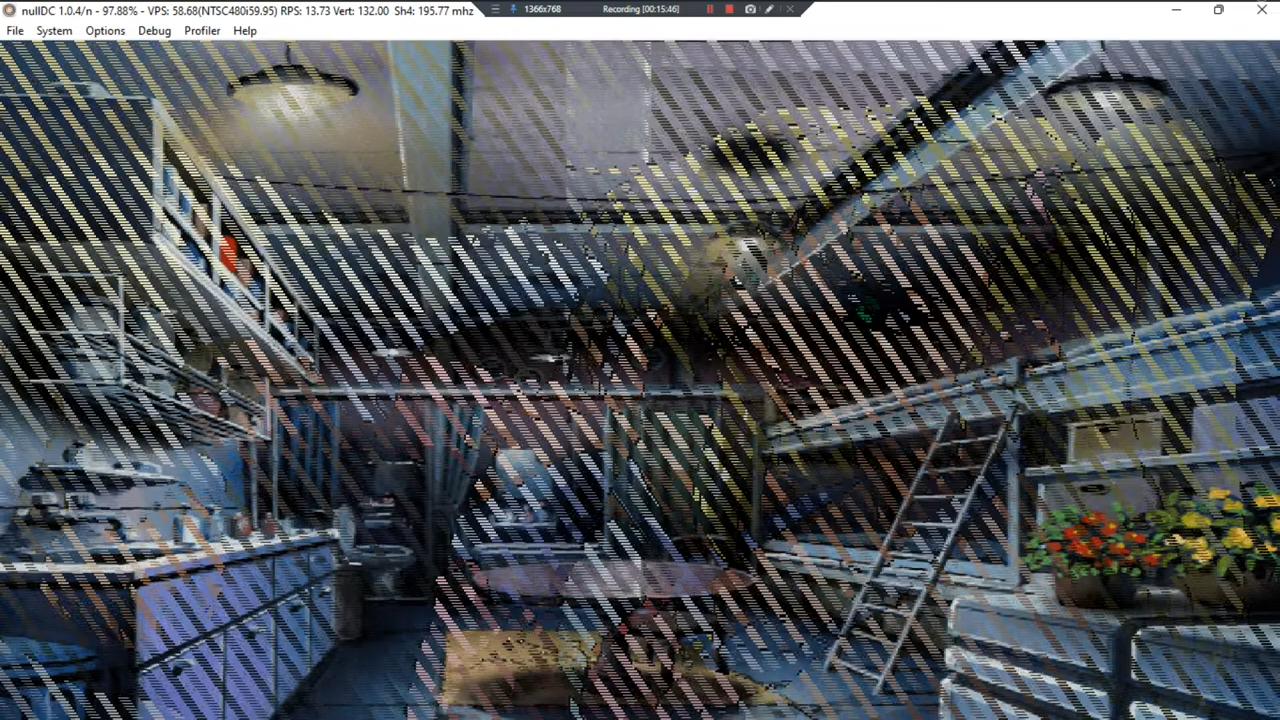 nullDC 1.0.4/n - 97.88% - VPS: 58.68(NTSC480i59.95) RPS: 13.73 Vert: 132.00 Sh4: 195.77 mhz
1366x768
Recording [00:15:46]
File System Options Debug Profiler Help